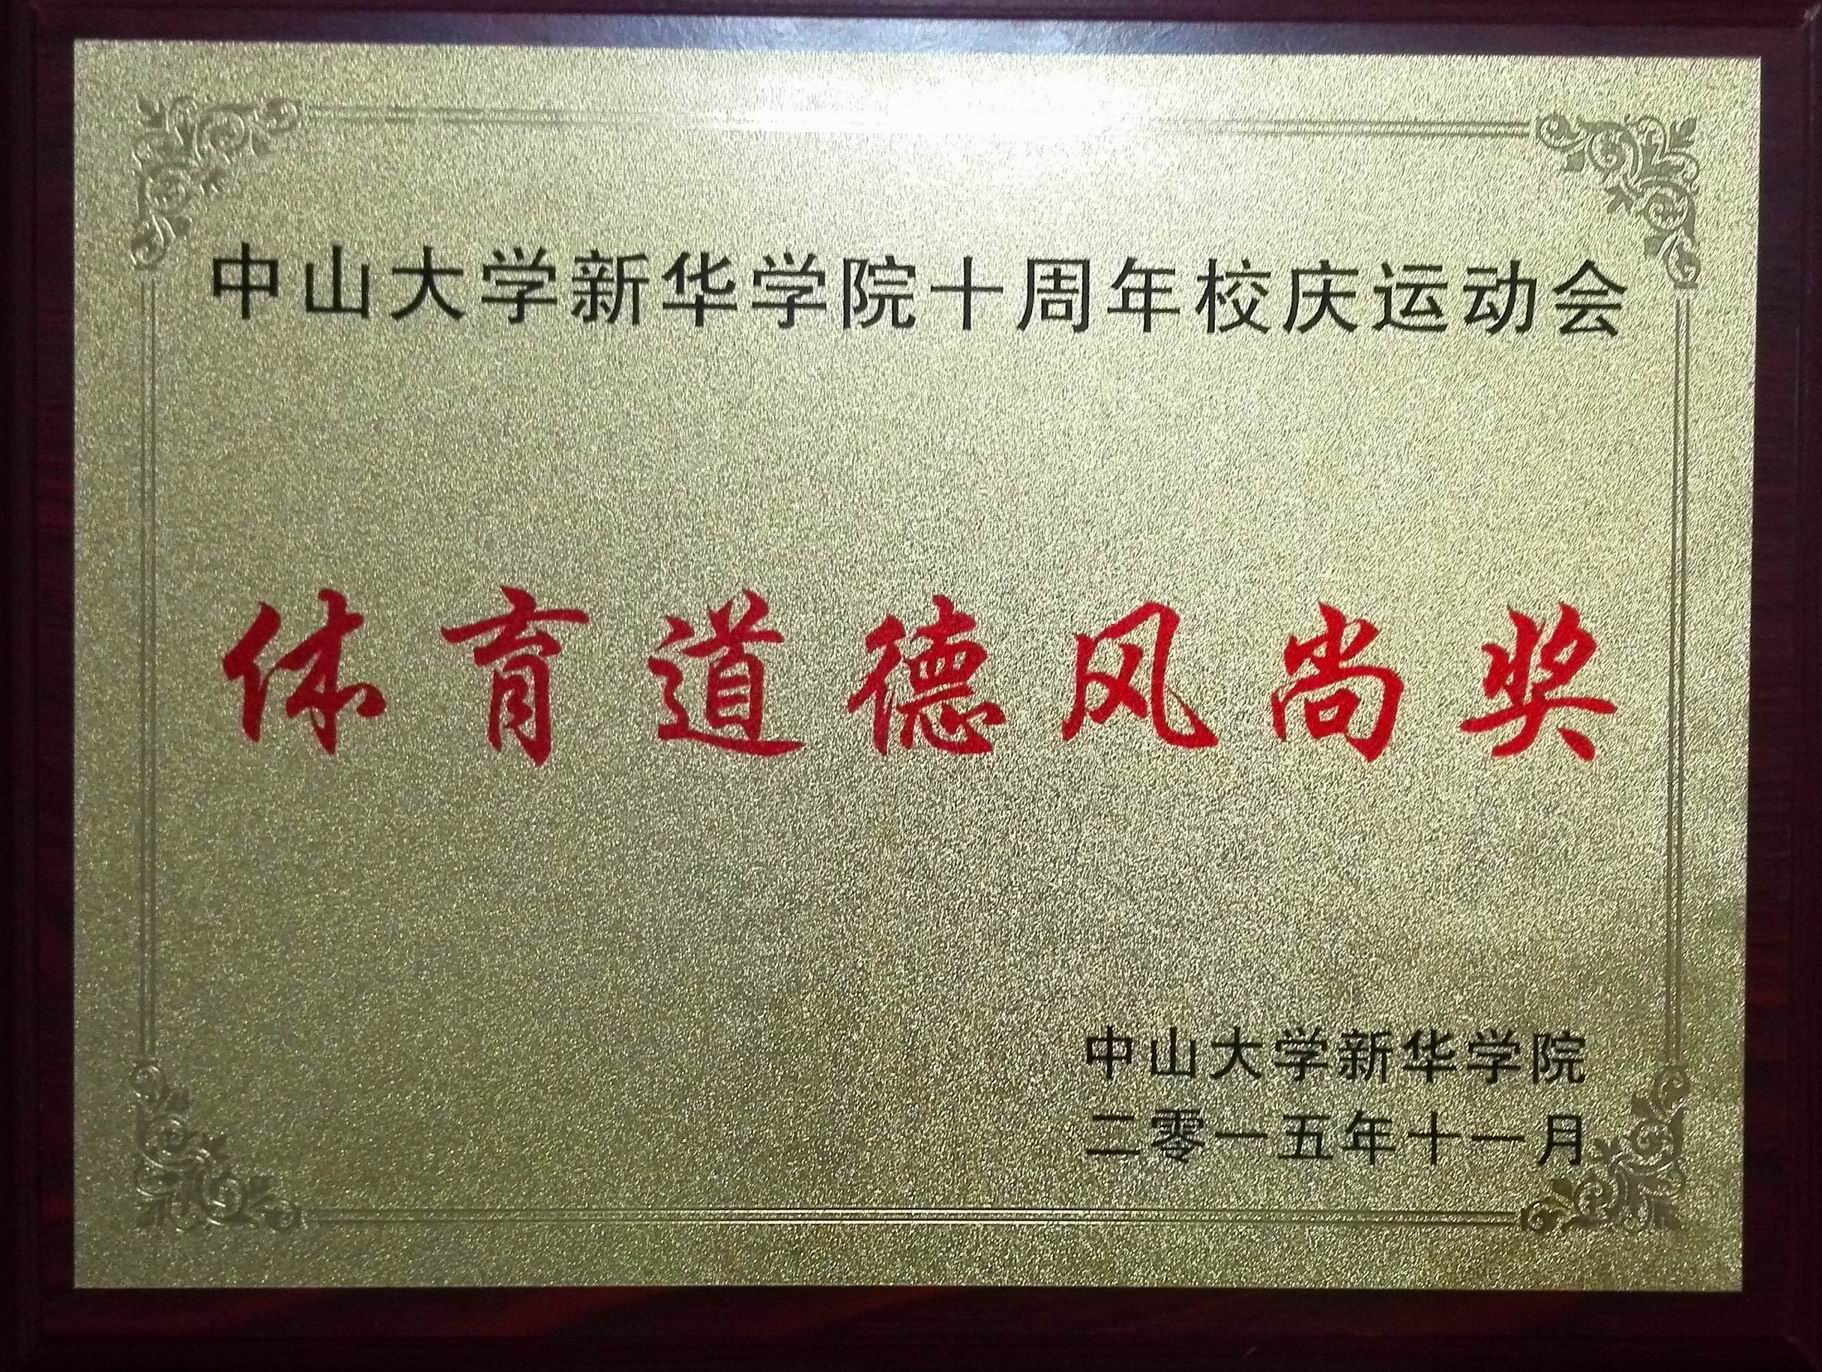 中山大学新华学院十周年校庆运动会
体育道德风尚奖
中山大学新华学院
二零一五年十一月